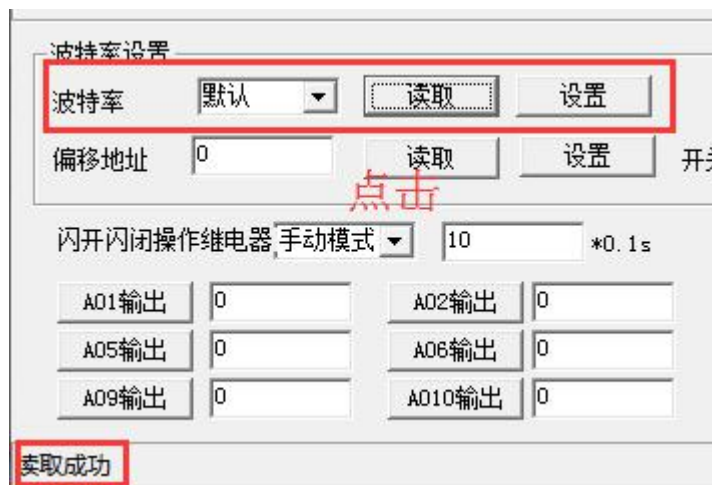 波特率设置
波特率 默认 读取 设置
偏移地址 0 读取 设置
点击
闪开闪闭操作继电器 手动模式 10 *0.1s
A01输出 0 A02输出 0
A05输出 0 A06输出 0
A09输出 0 A010输出 0
读取成功